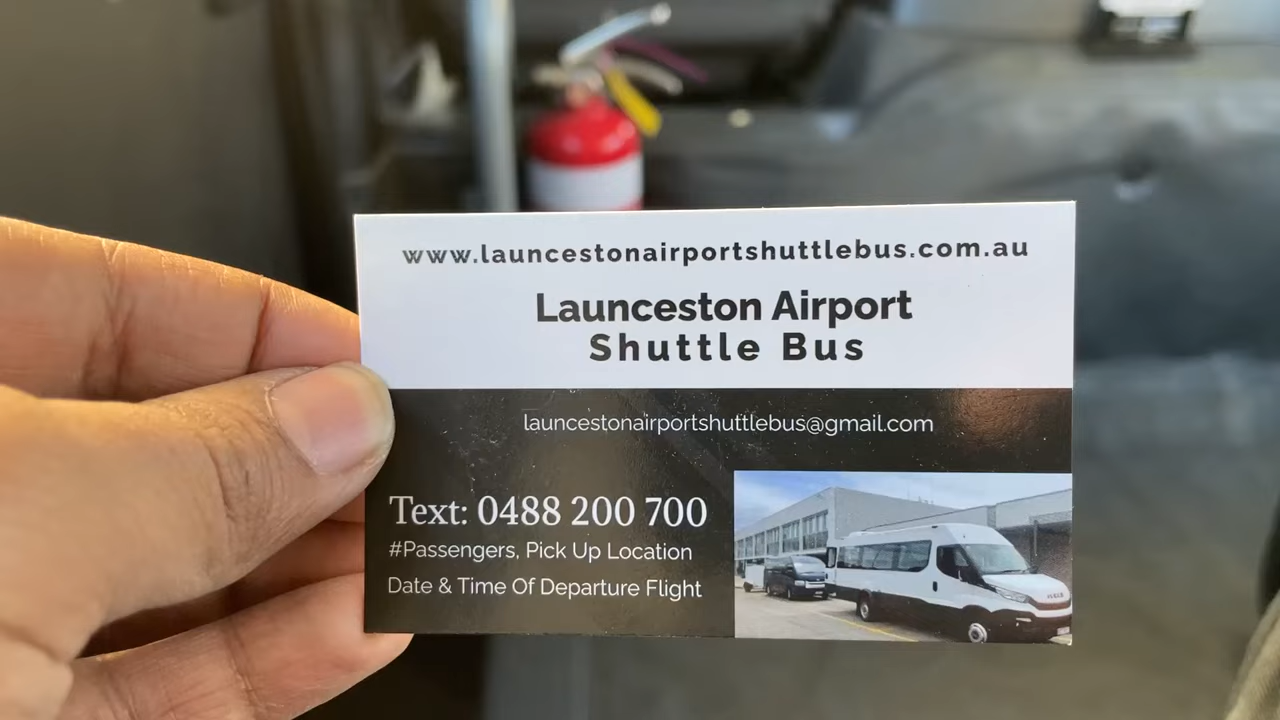 www.launcestonairportshuttlebus.com.au
Launceston Airport
Shuttle Bus
launcestonairportshuttlebus@gmail.com
Text: 0488 200 700
#Passengers, Pick Up Location
Date & Time Of Departure Flight